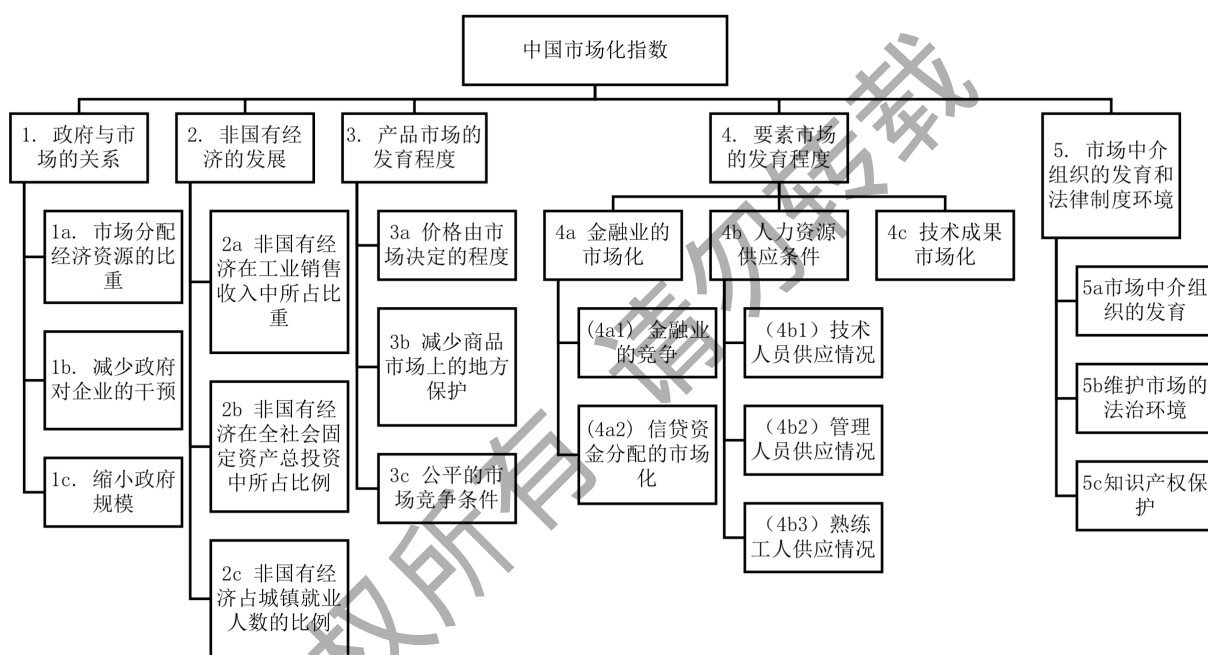 中国市场化指数
1. 政府与市
场的关系
2. 非国有经
济的发展
3. 产品市场的
发育程度
4. 要素市场
的发育程度
5. 市场中介
组织的发育和
法律制度环境
1a. 市场分配
经济资源的比
重
1b. 减少政府
对企业的干预
1c. 缩小政府
规模
2a 非国有经
济在工业销售
收入中所占比
重
2b 非国有经
济在全社会固
定资产总投资
中所占比例
2c 非国有经
济占城镇就业
人数的比例
3a 价格由市
场决定的程度
3b 减少商品
市场上的地方
保护
3c 公平的市
场竞争条件
4a 金融业的
市场化
(4a1) 金融业
的竞争
(4a2) 信贷资
金分配的市场
化
4b 人力资源
供应条件
（4b1）技术
人员供应情况
（4b2）管理
人员供应情况
（4b3）熟练
工人供应情况
4c 技术成果
市场化
5a市场中介组
织的发育
5b维护市场的
法治环境
5c知识产权保
护
权所有 请勿转载